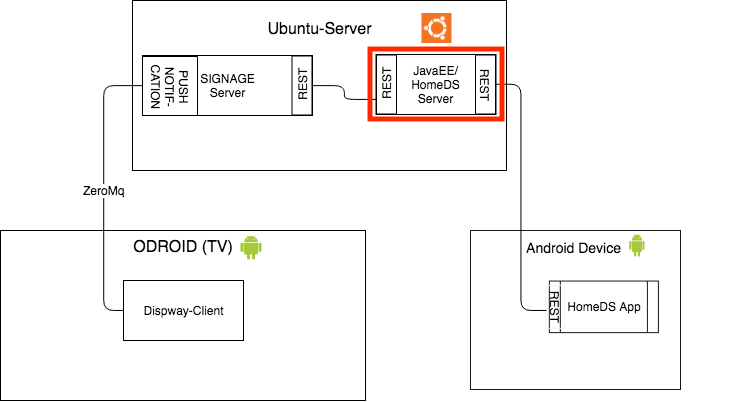 Ubuntu-Server
PUSH
NOTIF-
CATION
SIGNAGE
Server
REST
REST
JavaEE/
HomeDS
Server
REST
ZeroMq
ODROID (TV)
Dispway-Client
Android Device
REST
HomeDS App